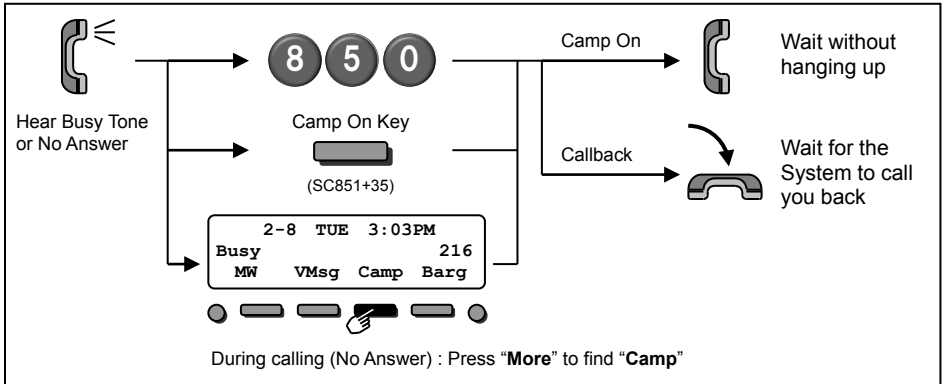 Hear Busy Tone
or No Answer
8 5 0
Camp On Key
(SC851+35)
2-8 TUE 3:03PM
Busy 216
MW VMsg Camp Barg
During calling (No Answer) : Press “More” to find “Camp”
Camp On
Wait without
hanging up
Callback
Wait for the
System to call
you back